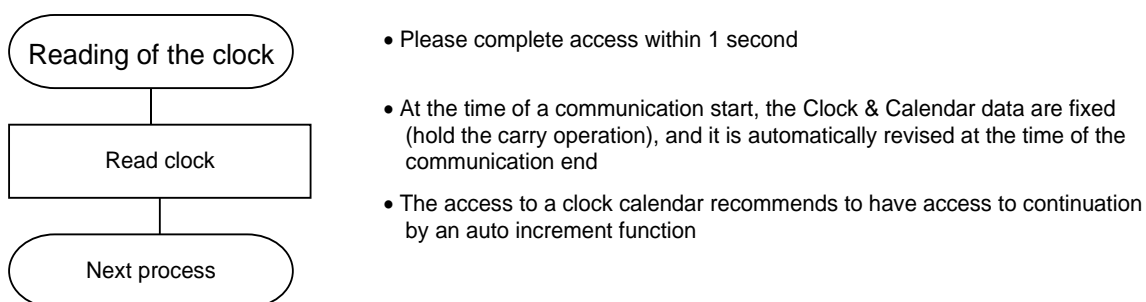 Reading of the clock
• Please complete access within 1 second
• At the time of a communication start, the Clock & Calendar data are fixed
(hold the carry operation), and it is automatically revised at the time of the
communication end
Read clock
• The access to a clock calendar recommends to have access to continuation
by an auto increment function
Next process